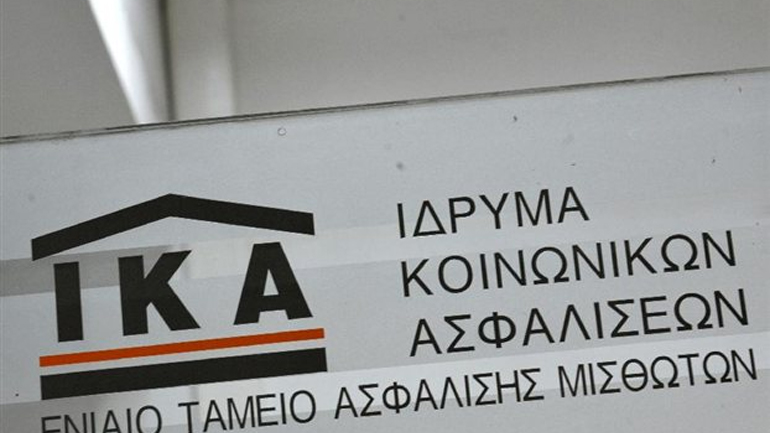 ΙΚΑ
ΙΔΡΥΜΑ
ΚΟΙΝΩΝΙΚΩΝ
ΑΣΦΑΛΙΣΕΩΝ
ΕΝΙΑΙΟ ΤΑΜΕΙΟ ΑΣΦΑΛΙΣΗΣ ΜΙΣΘΩΤΩΝ